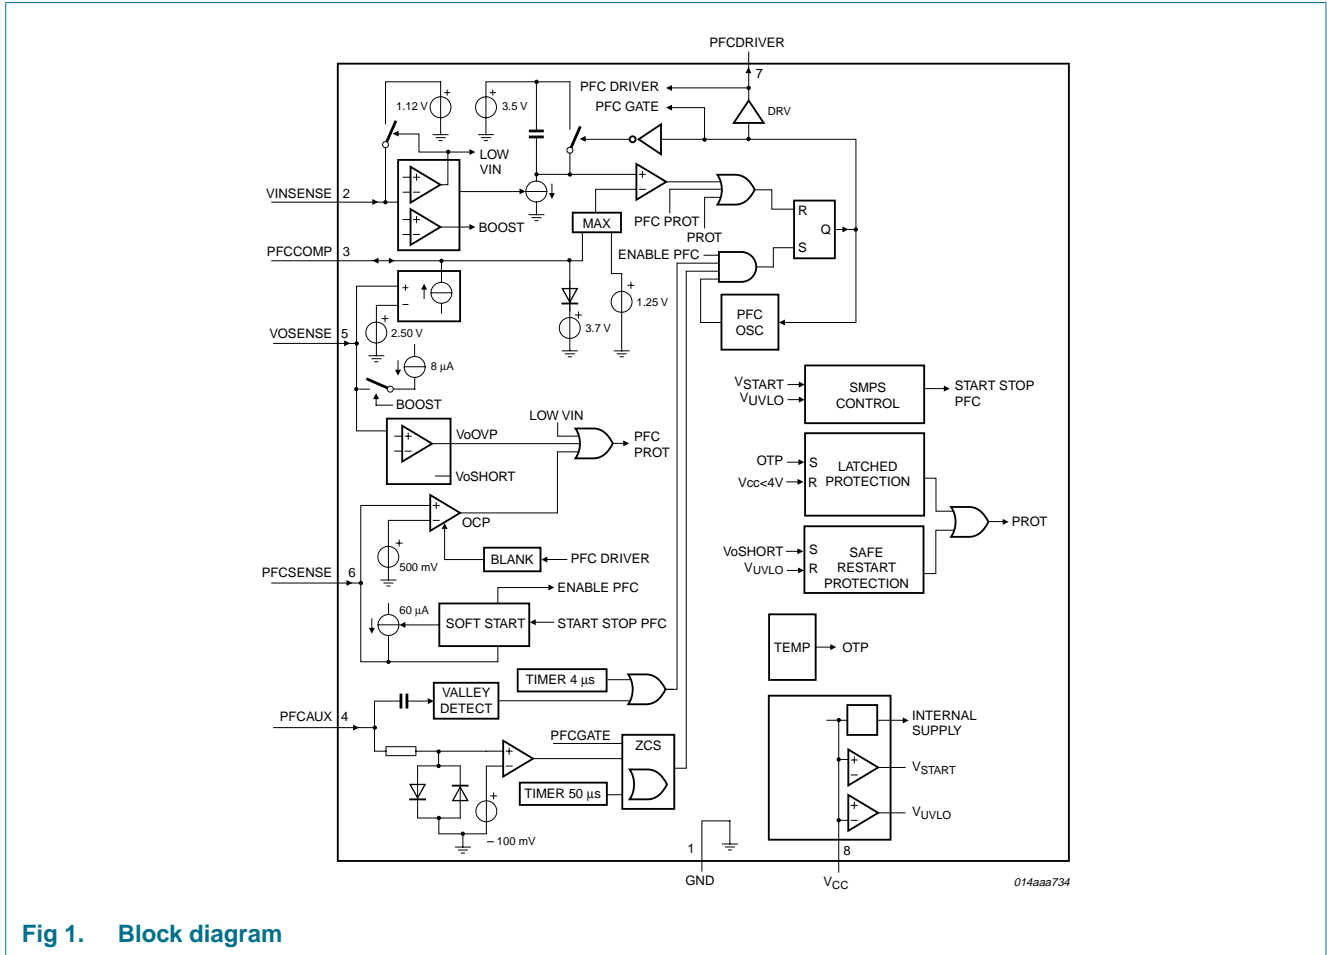 PFCDRIVER
7
PFC DRIVER
PFC GATE
DRV
1.12 V
+
3.5 V
+
LOW
VIN
VINSENSE 2
+
−
+
−
BOOST
+
−
MAX
PFC PROT
PROT
R
Q
S
PFCCOMP 3
ENABLE PFC
+
1.25 V
+
3.7 V
PFC
OSC
+
−
+
2.50 V
VOSENSE 5
8 µA
BOOST
VSTART
VUVLO
SMPS
CONTROL
START STOP
PFC
LOW VIN
+
−
VoOVP
VoSHORT
PFC
PROT
OTP
Vcc<4V
S
R
LATCHED
PROTECTION
+
−
OCP
+
500 mV
BLANK
PFC DRIVER
PROT
VoSHORT
VUVLO
S
R
SAFE
RESTART
PROTECTION
PFCSENSE 6
ENABLE PFC
60 µA
SOFT START
START STOP PFC
TEMP
OTP
TIMER 4 µs
VALLEY
DETECT
PFCAUX 4
PFCGATE
ZCS
+
−
TIMER 50 µs
+
– 100 mV
INTERNAL
SUPPLY
+
−
VSTART
+
−
VUVLO
1
GND
8
VCC
014aaa734
Fig 1. Block diagram